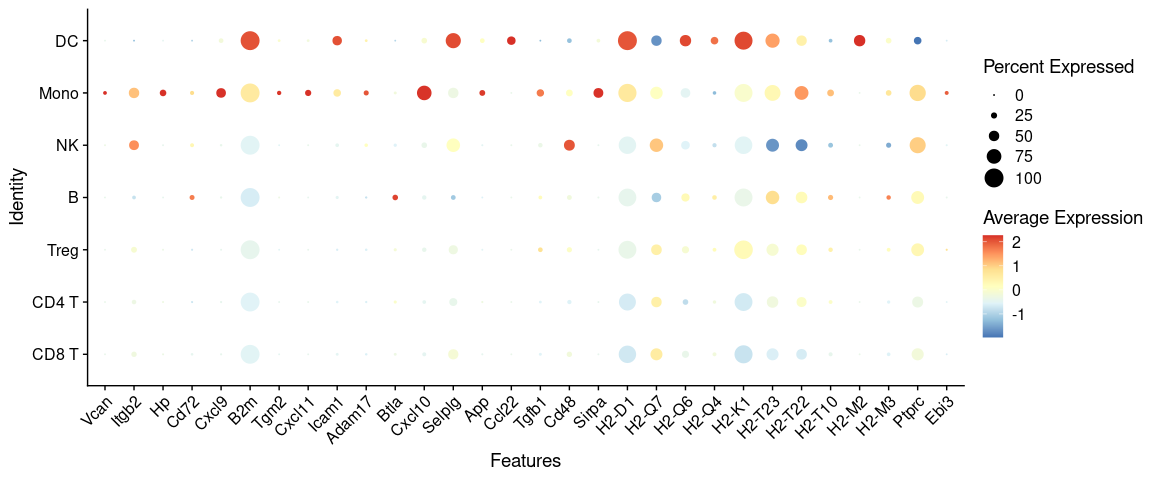 DC
Mono
NK
B
Treg
CD4 T
CD8 T
Identity
Vcan
Itgb2
Hp
Cd72
Cxcl9
B2m
Tgm2
Cxcl11
Icam1
Adam17
Btla
Cxcl10
Selplg
App
Ccl22
Tgfb1
Cd48
Sirpa
H2-D1
H2-Q7
H2-Q6
H2-Q4
H2-K1
H2-T23
H2-T22
H2-T10
H2-M2
H2-M3
Ptprc
Ebi3
Features
Percent Expressed
0
25
50
75
100
Average Expression
2
1
0
-1